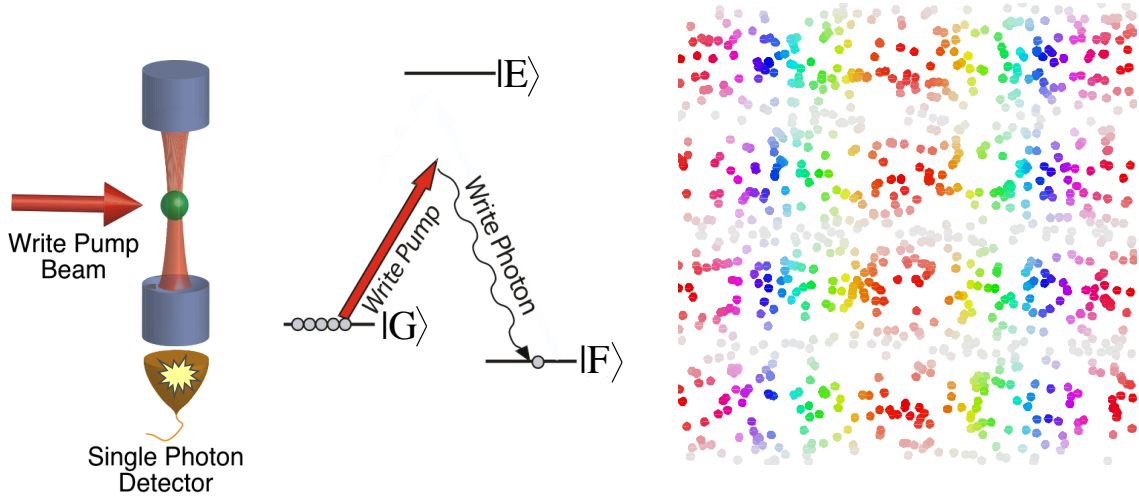 Write Pump
Beam
Single Photon
Detector
|E⟩
Write Pump
Write Photon
|G⟩
|F⟩